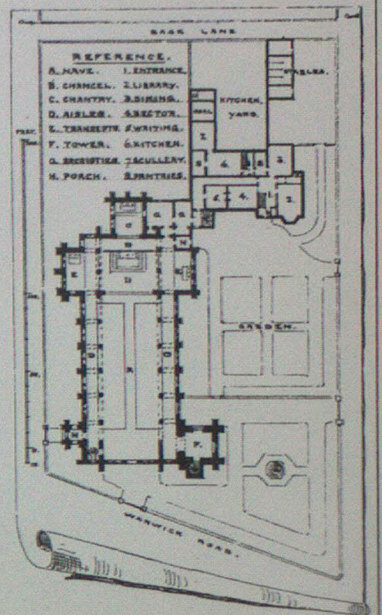 BACK LANE
REFERENCE.
A. NAVE. 1. ENTRANCE.
B. CHANCEL. 2. LIBRARY.
C. CHANTRY. 3. DINING.
D. AISLES. 4. RECTOR.
E. TRANSEPTS. 5. WAITING.
F. TOWER. 6. KITCHEN.
G. SACRISTIES. 7. SCULLERY.
H. PORCH. 8. PANTRIES.
STABLES.
KITCHEN
YARD.
GARDEN.
WARWICK ROAD.